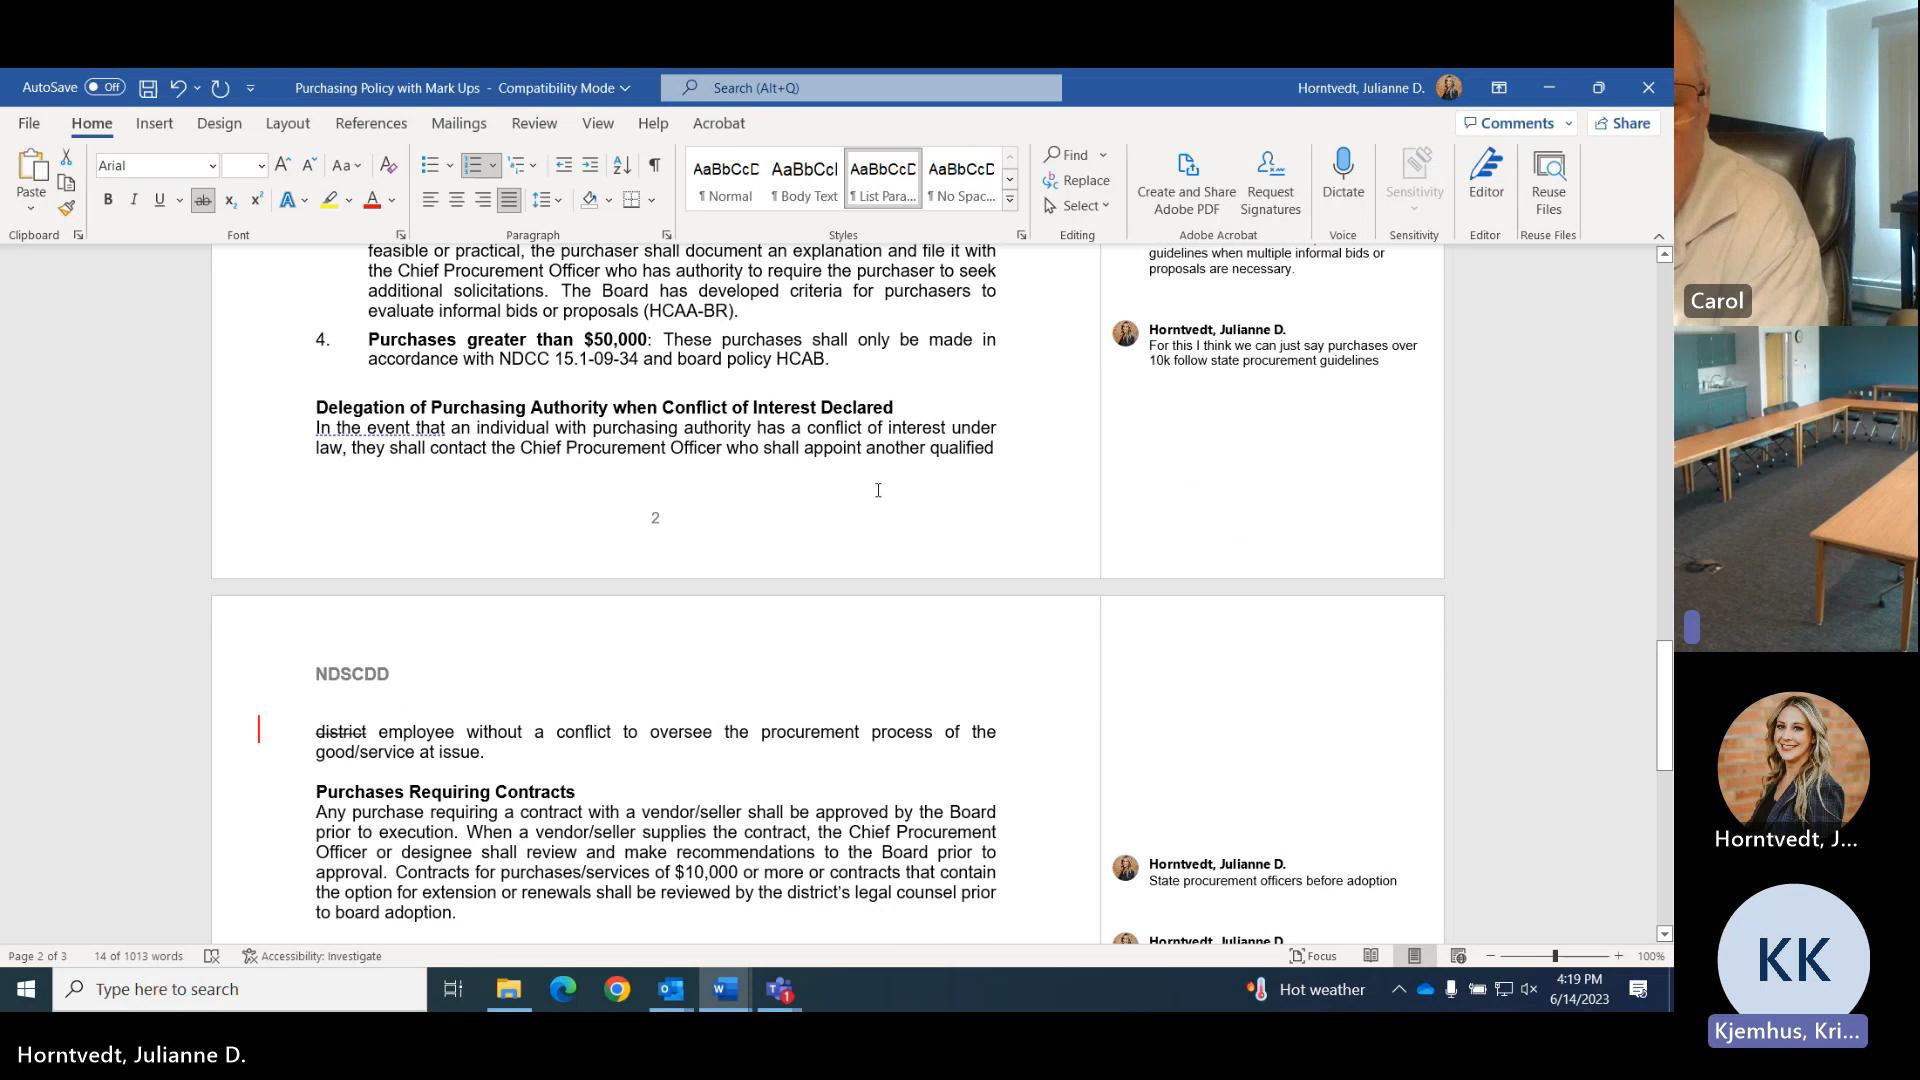 AutoSave Off
Purchasing Policy with Mark Ups - Compatibility Mode
Search (Alt+Q)
Horntvedt, Julianne D.
File Home Insert Design Layout References Mailings Review View Help Acrobat
Comments Share
Paste
Clipboard
Arial
Aa
B I U ab x₂ x² A A
Font
Paragraph
AaBbCcD AaBbCcI AaBbCcD AaBbCcD
¶ Normal ¶ Body Text ¶ List Para... ¶ No Spac...
Styles
Find
Replace
Select
Editing
Create and Share Adobe PDF
Request Signatures
Adobe Acrobat
Dictate
Voice
Sensitivity
Sensitivity
Editor
Editor
Reuse Files
Reuse Files
feasible or practical, the purchaser shall document an explanation and file it with
the Chief Procurement Officer who has authority to require the purchaser to seek
additional solicitations. The Board has developed criteria for purchasers to
evaluate informal bids or proposals (HCAA-BR).
4. Purchases greater than $50,000: These purchases shall only be made in
accordance with NDCC 15.1-09-34 and board policy HCAB.
Delegation of Purchasing Authority when Conflict of Interest Declared
In the event that an individual with purchasing authority has a conflict of interest under
law, they shall contact the Chief Procurement Officer who shall appoint another qualified
2
guidelines when multiple informal bids or
proposals are necessary.
Horntvedt, Julianne D.
For this I think we can just say purchases over
10k follow state procurement guidelines
NDSCDD
district employee without a conflict to oversee the procurement process of the
good/service at issue.
Purchases Requiring Contracts
Any purchase requiring a contract with a vendor/seller shall be approved by the Board
prior to execution. When a vendor/seller supplies the contract, the Chief Procurement
Officer or designee shall review and make recommendations to the Board prior to
approval. Contracts for purchases/services of $10,000 or more or contracts that contain
the option for extension or renewals shall be reviewed by the district's legal counsel prior
to board adoption.
Horntvedt, Julianne D.
State procurement officers before adoption
Horntvedt, Julianne D.
Page 2 of 3 14 of 1013 words Accessibility: Investigate
Focus
100%
Type here to search
Hot weather
4:19 PM
6/14/2023
Carol
Horntvedt, J...
KK
Kjemhus, Kri...
Horntvedt, Julianne D.